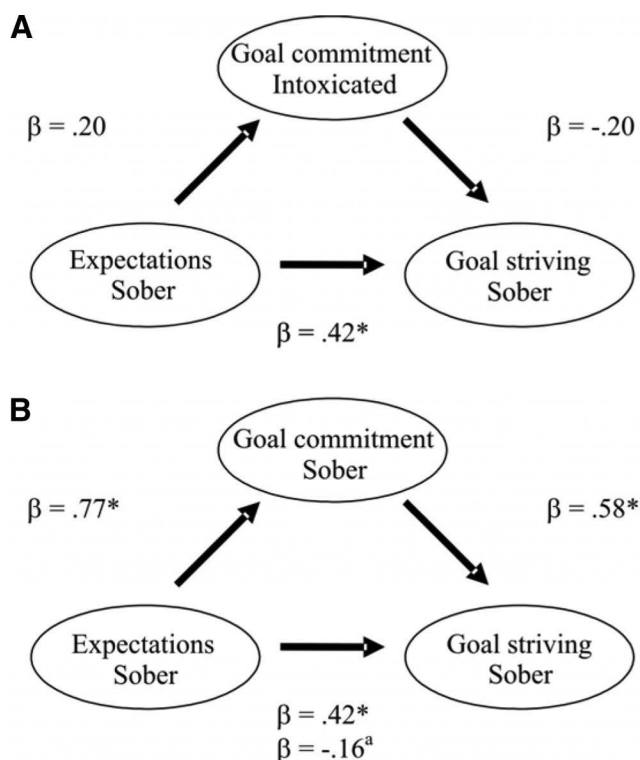 A
Goal commitment
Intoxicated
β = .20
β = -.20
Expectations
Sober
Goal striving
Sober
β = .42*
B
Goal commitment
Sober
β = .77*
β = .58*
Expectations
Sober
Goal striving
Sober
β = .42*
β = -.16ᵃ